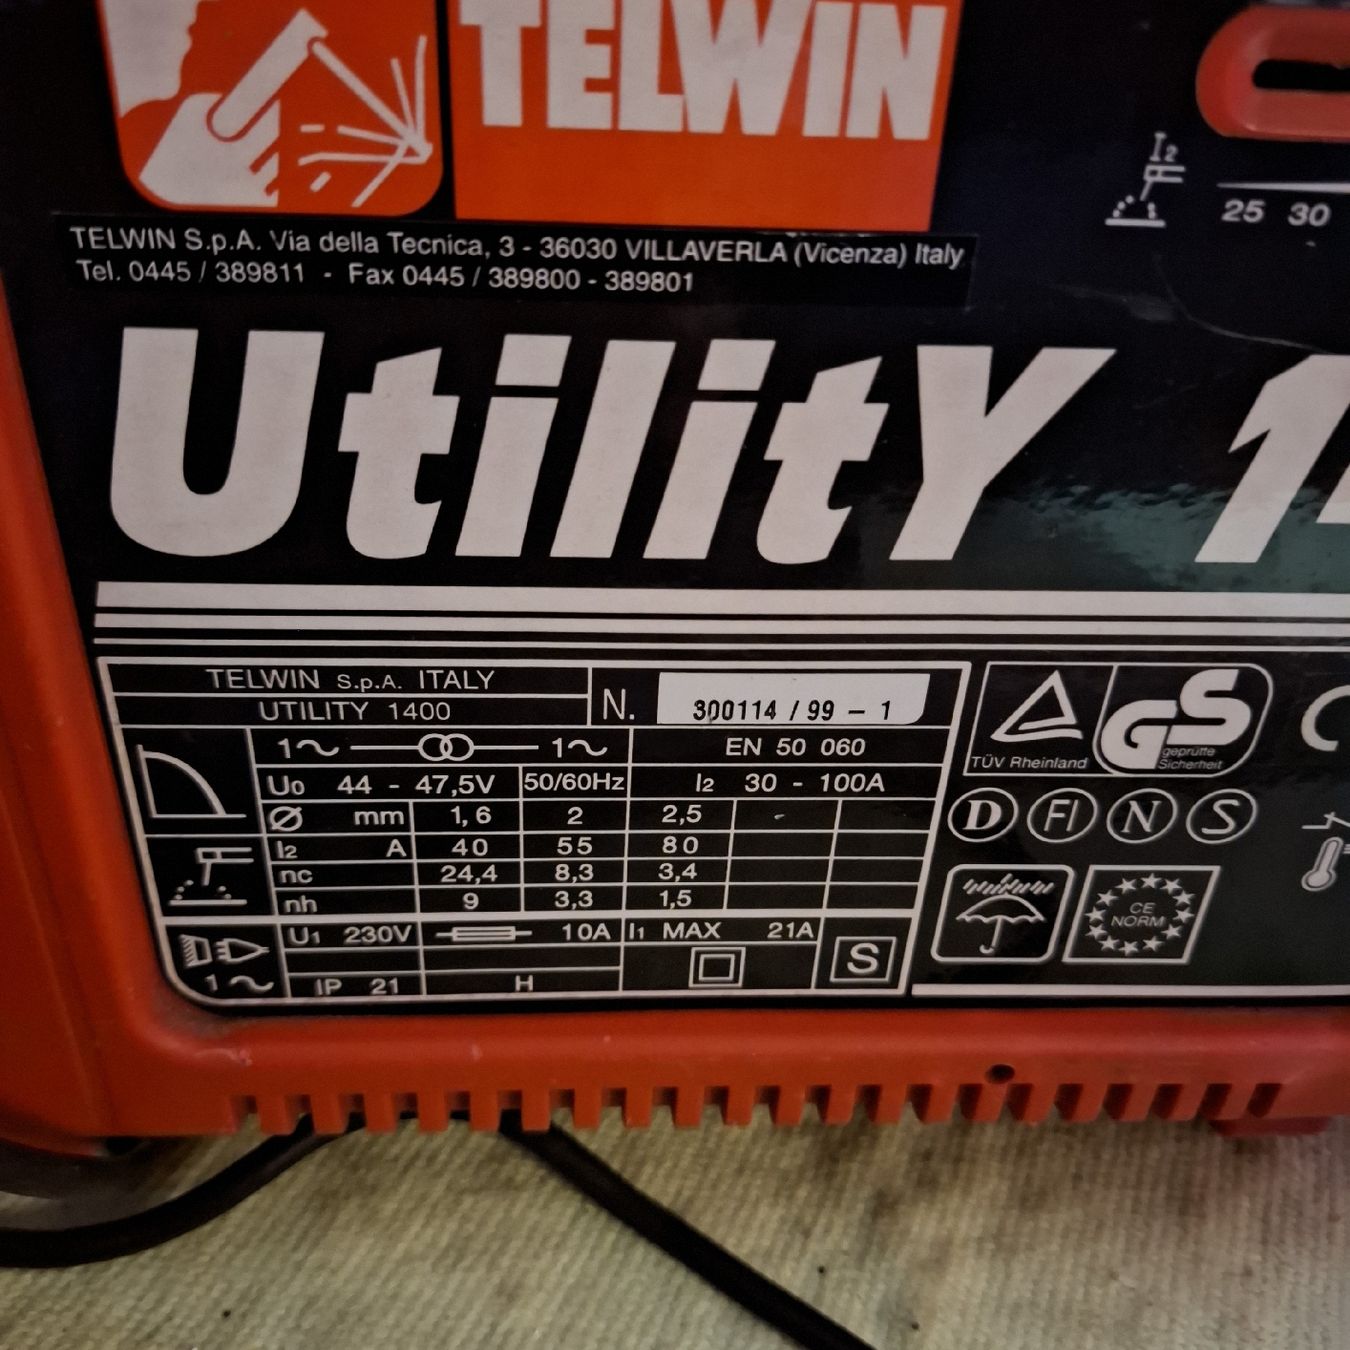 TELWIN
I2
25 30
TELWIN S.p.A. Via della Tecnica, 3 - 36030 VILLAVERLA (Vicenza) Italy
Tel. 0445 / 389811 - Fax 0445 / 389800 - 389801
UtilitY 14
TELWIN S.p.A. ITALY
UTILITY 1400
N. 300114 / 99 - 1
1~ 1~ EN 50 060
U0 44 - 47,5V 50/60Hz I2 30 - 100A
Ø mm 1,6 2 2,5
I2 A 40 55 80
nc 24,4 8,3 3,4
nh 9 3,3 1,5
U1 230V 10A I1 MAX 21A
1~ IP 21 H S
TÜV Rheinland
GS
geprüfte
Sicherheit
D FI N S
CE
NORM